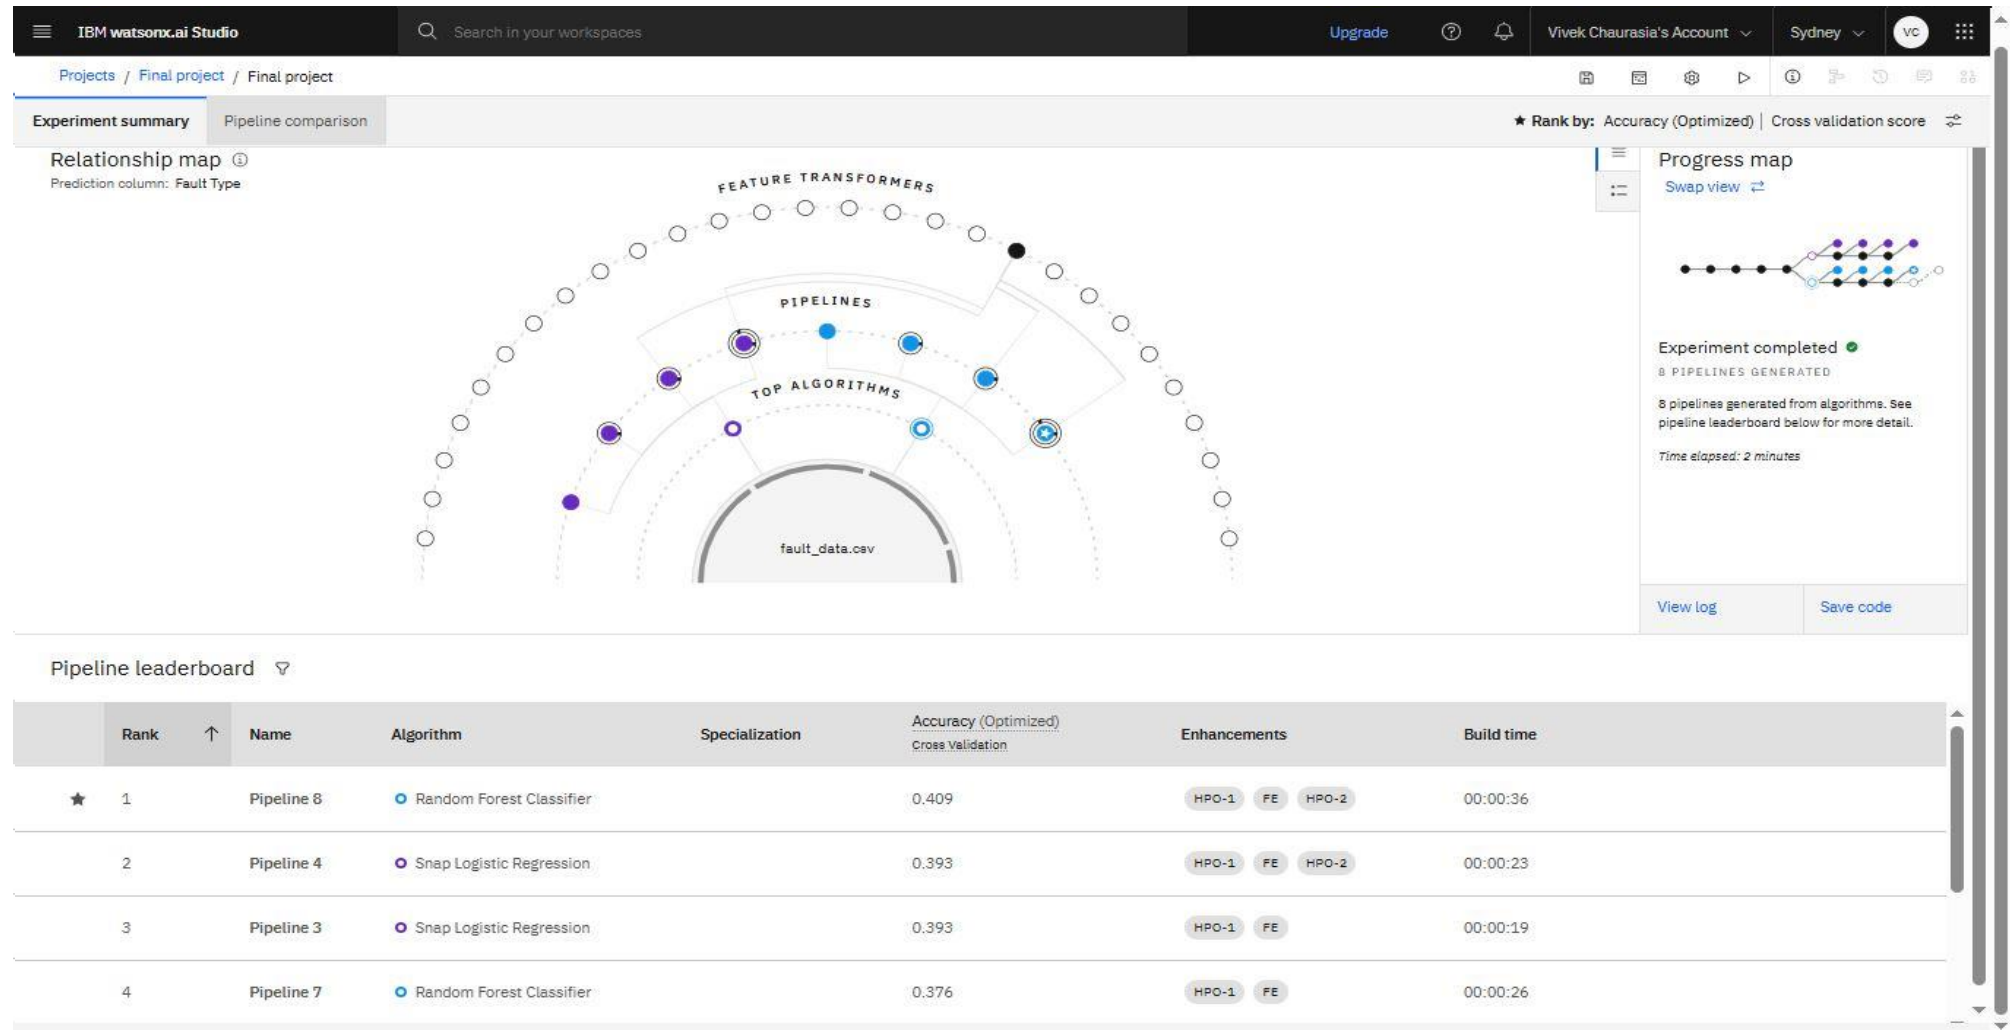 IBM watsonx.ai Studio
Search in your workspaces
Upgrade
Vivek Chaurasia's Account
Sydney
VC
Projects / Final project / Final project
Experiment summary
Pipeline comparison
Rank by: Accuracy (Optimized) | Cross validation score
Relationship map
Prediction column: Fault Type
FEATURE TRANSFORMERS
PIPELINES
TOP ALGORITHMS
fault_data.csv
Progress map
Swap view
Experiment completed
8 PIPELINES GENERATED
8 pipelines generated from algorithms. See
pipeline leaderboard below for more detail.
Time elapsed: 2 minutes
View log
Save code
Pipeline leaderboard
Rank Name Algorithm Specialization Accuracy (Optimized) Enhancements Build time
Cross Validation
1 Pipeline 8 Random Forest Classifier 0.409 HPO-1 FE HPO-2 00:00:36
2 Pipeline 4 Snap Logistic Regression 0.393 HPO-1 FE HPO-2 00:00:23
3 Pipeline 3 Snap Logistic Regression 0.393 HPO-1 FE 00:00:19
4 Pipeline 7 Random Forest Classifier 0.376 HPO-1 FE 00:00:26